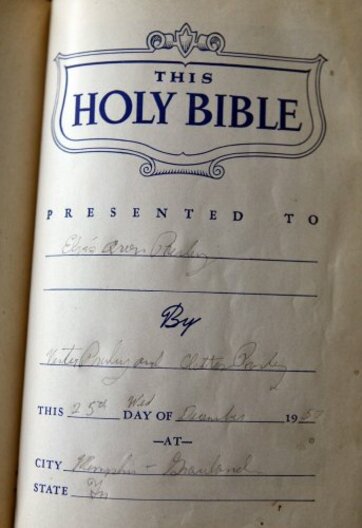 THIS
HOLY BIBLE
PRESENTED TO
Elvis Aron Presley
By
Vester Presley and Clettes Presley
Wed
THIS 25th DAY OF December 1957
—AT—
CITY Memphis - Graceland
STATE Tn